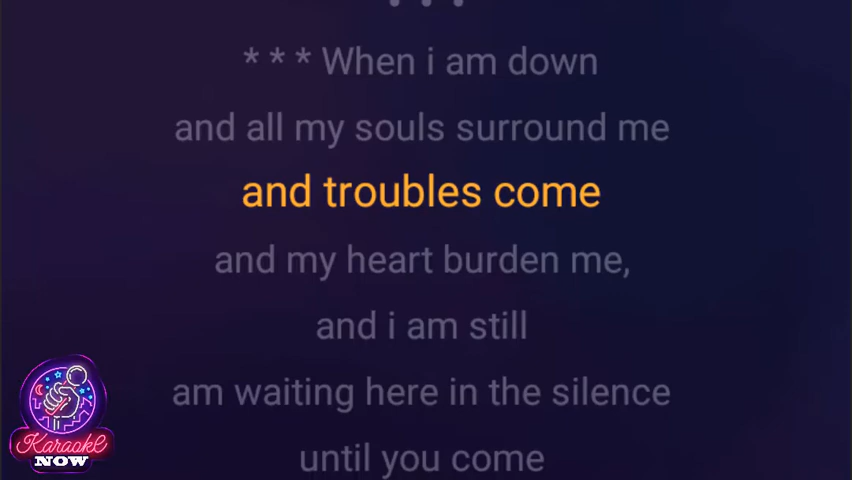 * * * When i am down
and all my souls surround me
and troubles come
and my heart burden me,
and i am still
am waiting here in the silence
until you come
Karaoke
NOW